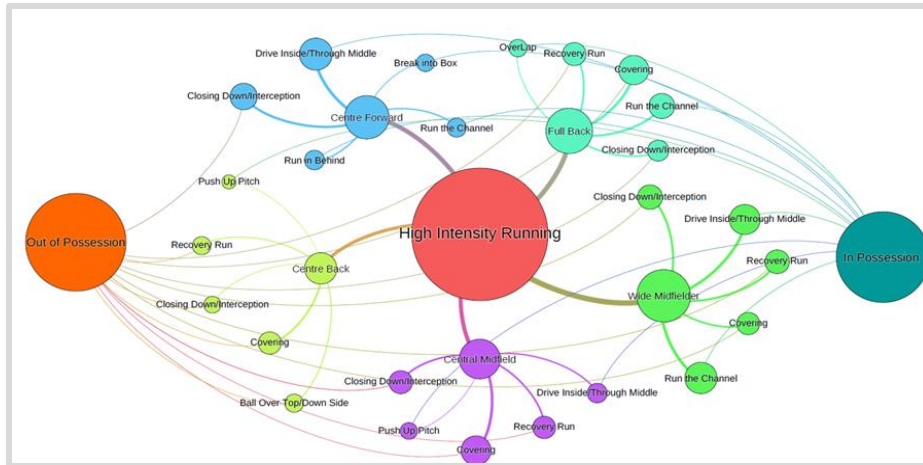 OverLap
Drive Inside/Through Middle
Recovery Run
Break into Box
Covering
Closing Down/Interception
Run the Channel
Centre Forward
Run the Channel
Full Back
Closing Down/Interception
Run in Behind
Push Up Pitch
Closing Down/Interception
Drive Inside/Through Middle
High Intensity Running
Out of Possession
Recovery Run
In Possession
Recovery Run
Centre Back
Wide Midfielder
Closing Down/Interception
Covering
Covering
Central Midfield
Run the Channel
Closing Down/Interception
Drive Inside/Through Middle
Ball Over Top/Down Side
Push Up Pitch
Recovery Run
Covering